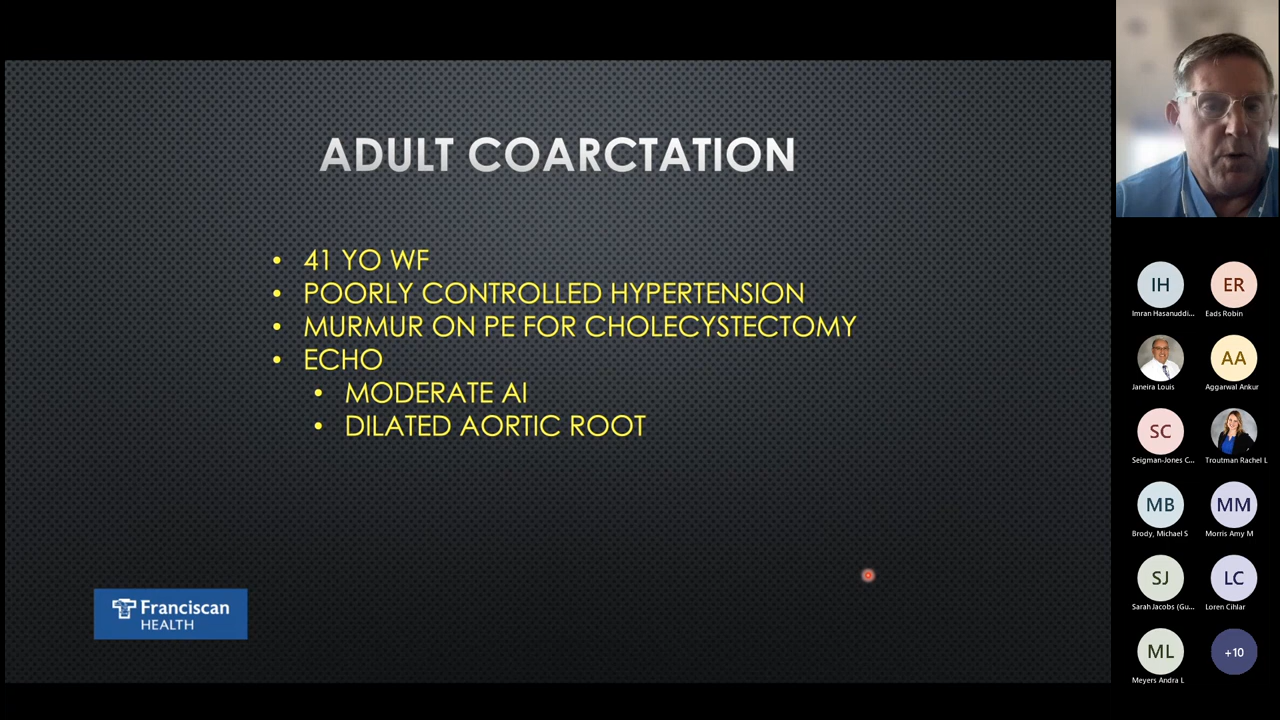 ADULT COARCTATION
• 41 YO WF
• POORLY CONTROLLED HYPERTENSION
• MURMUR ON PE FOR CHOLECYSTECTOMY
• ECHO
• MODERATE AI
• DILATED AORTIC ROOT
Franciscan
HEALTH
IH
ER
Imran Hasanuddi...
Eads Robin
AA
Janeira Louis
Aggarwal Ankur
SC
Seigman-Jones C...
Troutman Rachel L
MB
MM
Brody, Michael S
Morris Amy M
SJ
LC
Sarah Jacobs (Gu...
Loren Cihlar
ML
+10
Meyers Andra L